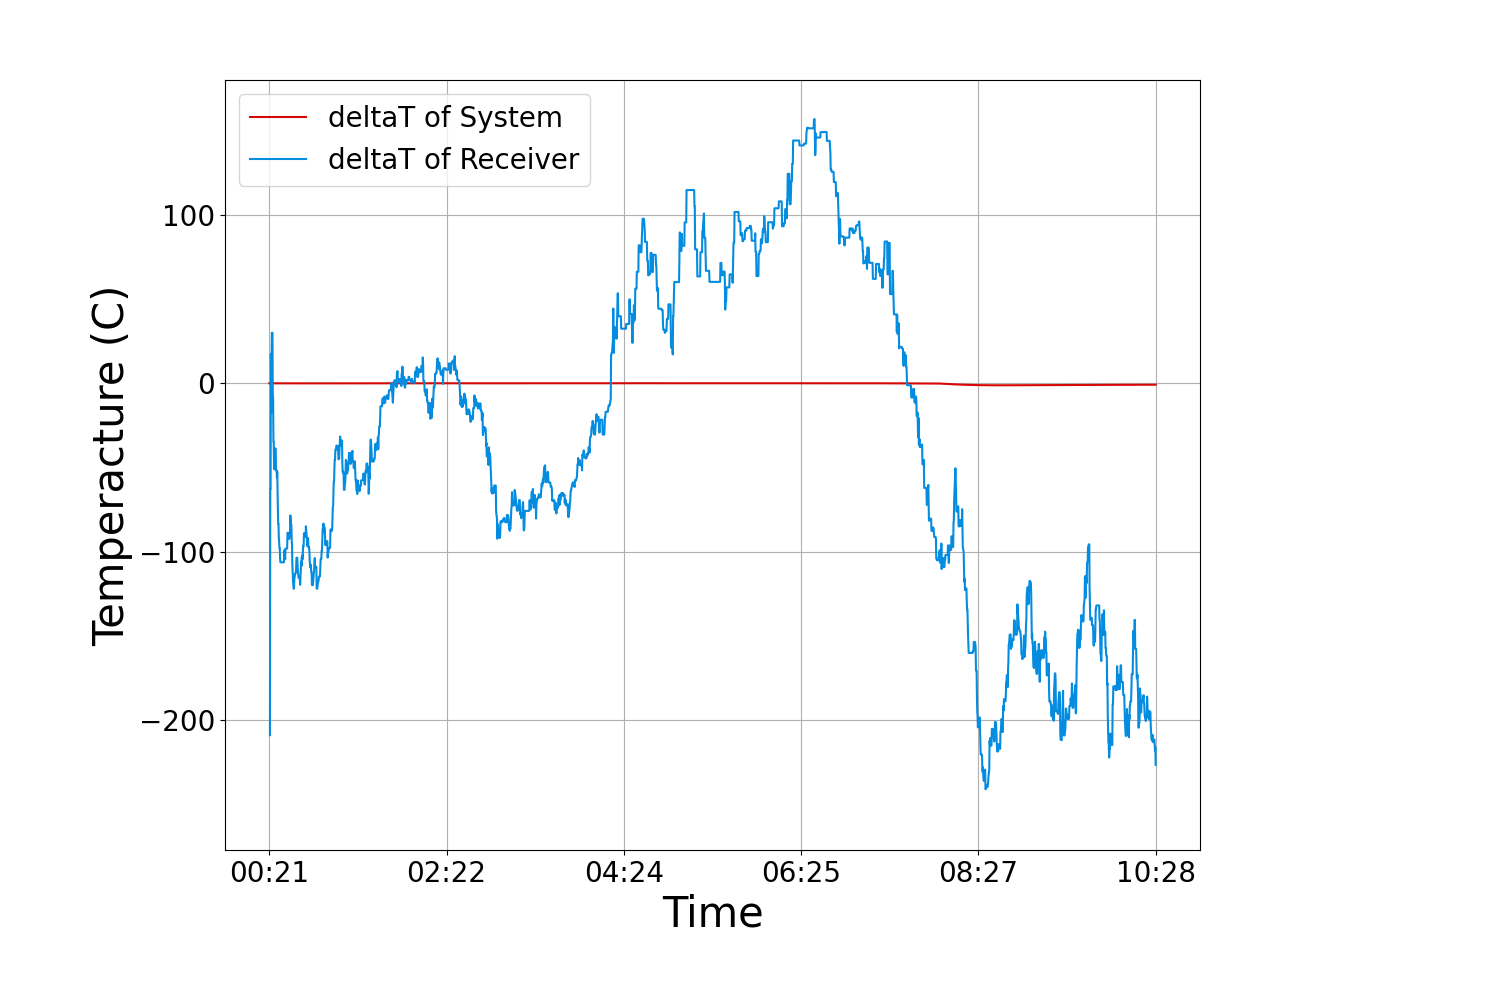 deltaT of System
deltaT of Receiver
Temperacture (C)
100
0
−100
−200
00:21 02:22 04:24 06:25 08:27 10:28
Time